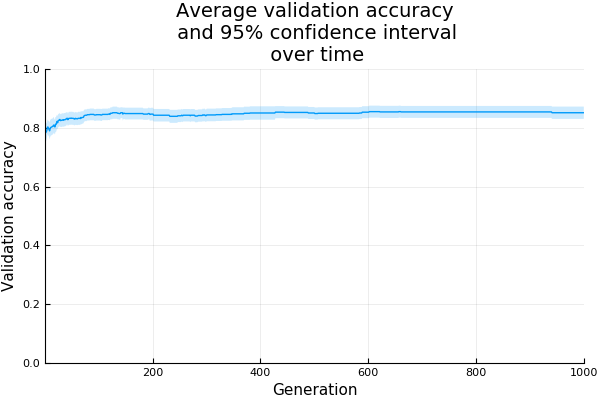 Average validation accuracy
and 95% confidence interval
over time
Validation accuracy
1.0
0.8
0.6
0.4
0.2
0.0
200
400
600
800
1000
Generation